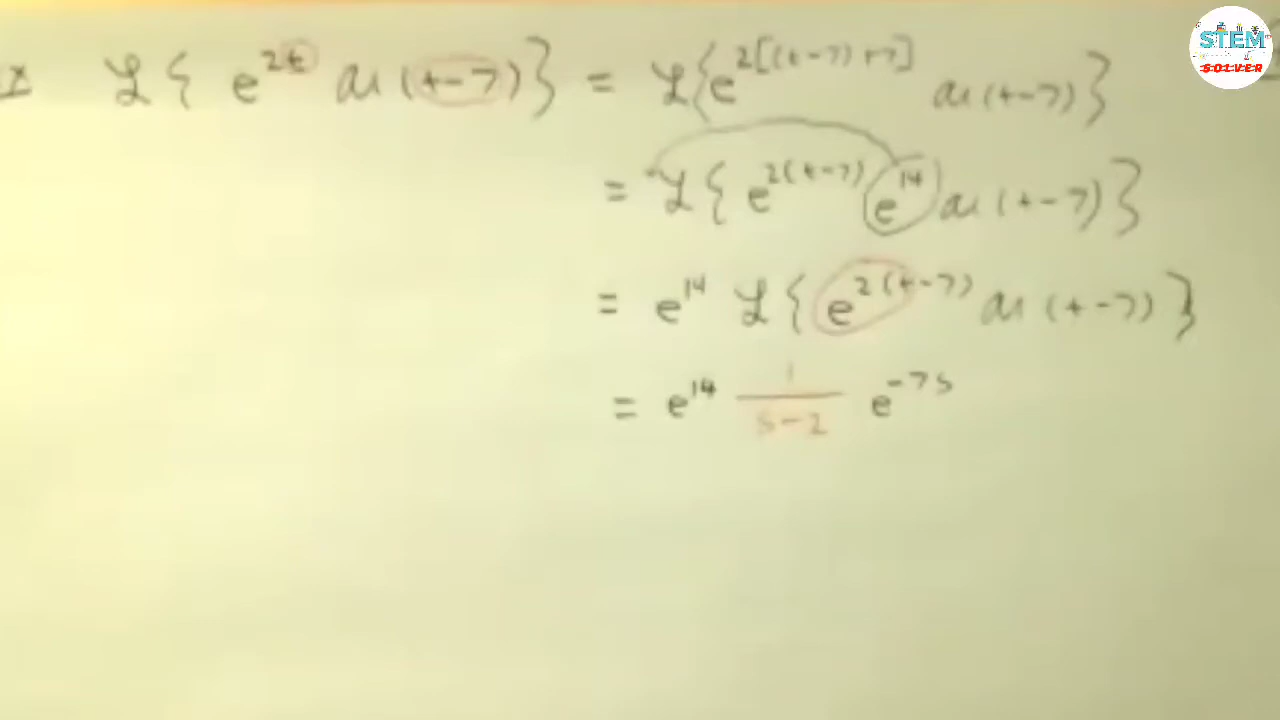 ℒ{ e^{2t} u(t-7)} = ℒ{e^{2[(t-7)+7]} u(t-7)}
= ℒ{ e^{2(t-7)} e^{14} u(t-7)}
= e^{14} ℒ{ e^{2(t-7)} u(t-7)}
= e^{14} 1/(s-2) e^{-7s}
STEM
SOLVER